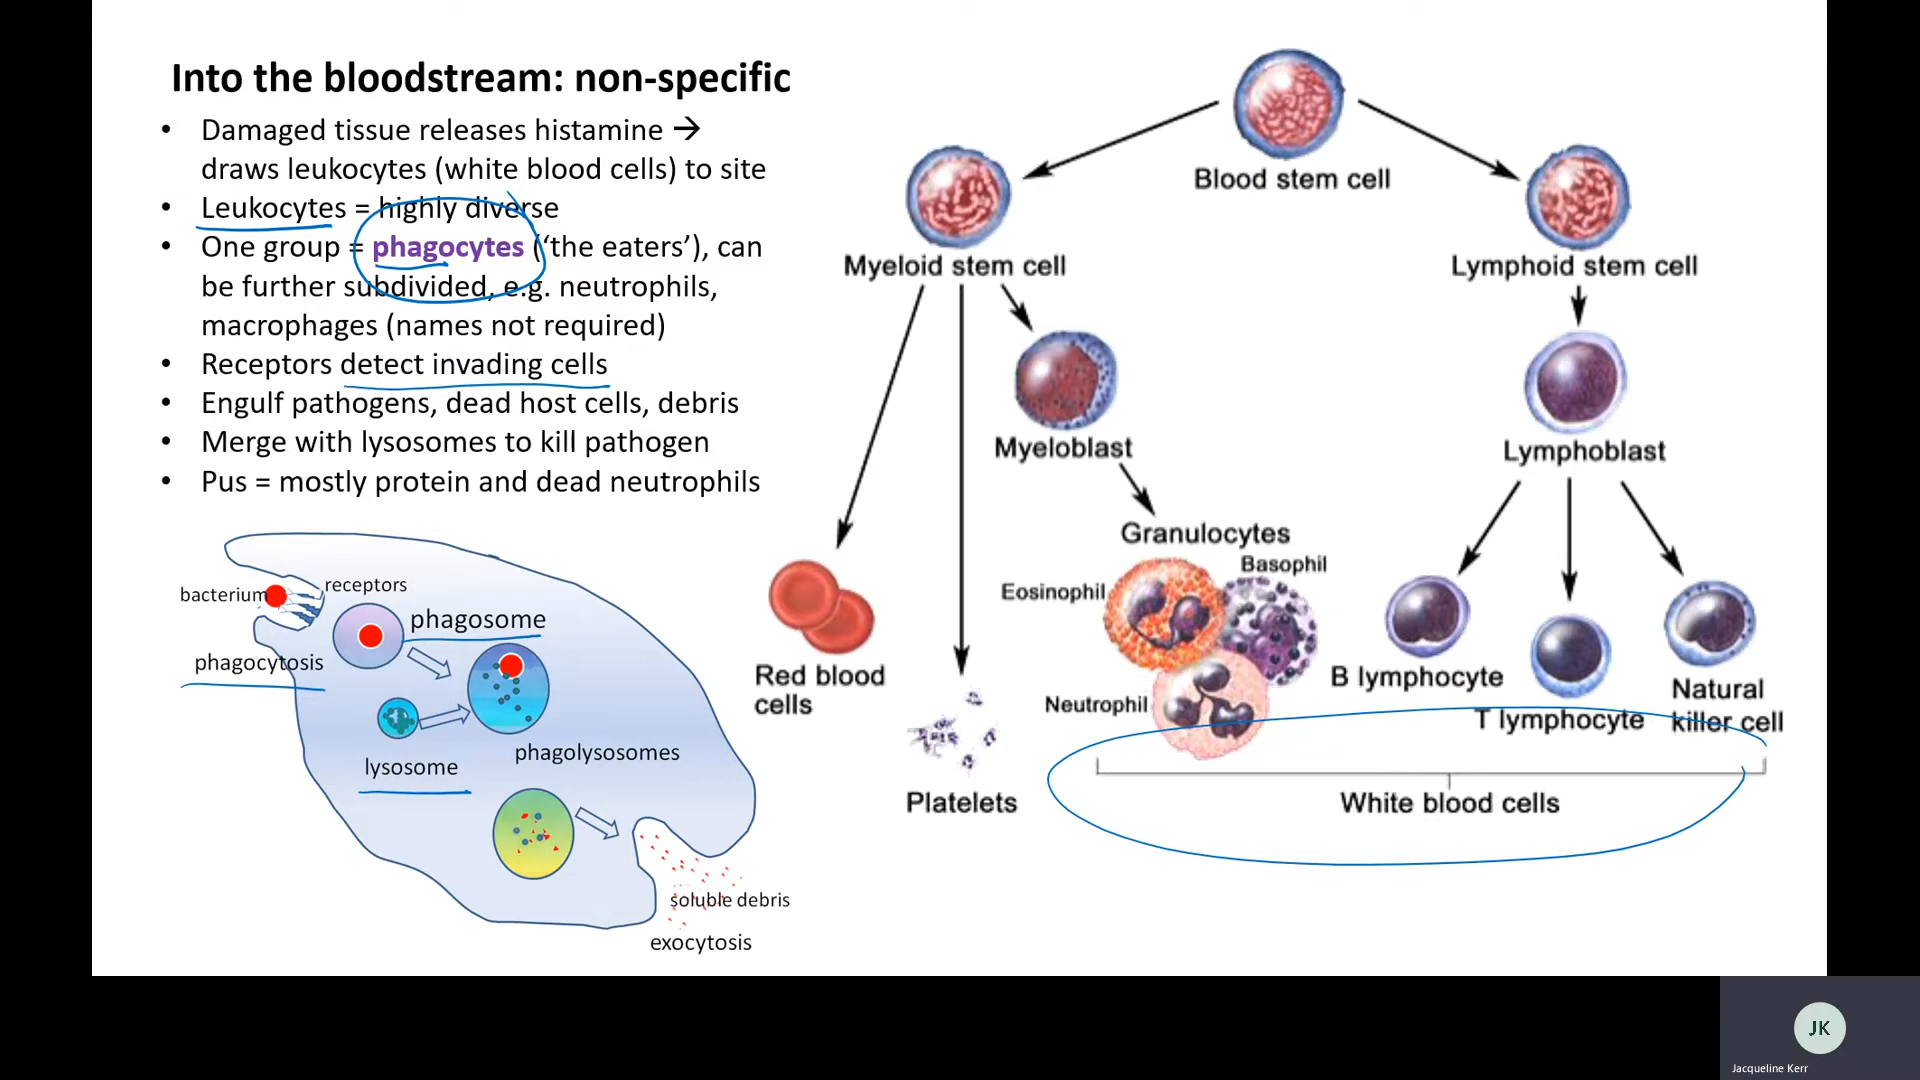 Into the bloodstream: non-specific
• Damaged tissue releases histamine →
draws leukocytes (white blood cells) to site
• Leukocytes = highly diverse
• One group = phagocytes (‘the eaters’), can
be further subdivided, e.g. neutrophils,
macrophages (names not required)
• Receptors detect invading cells
• Engulf pathogens, dead host cells, debris
• Merge with lysosomes to kill pathogen
• Pus = mostly protein and dead neutrophils
bacterium
receptors
phagosome
phagocytosis
phagolysosomes
lysosome
soluble debris
exocytosis
Blood stem cell
Myeloid stem cell
Lymphoid stem cell
Myeloblast
Lymphoblast
Granulocytes
Basophil
Eosinophil
Neutrophil
Red blood
cells
Platelets
B lymphocyte
T lymphocyte
Natural
killer cell
White blood cells
JK
Jacqueline Kerr